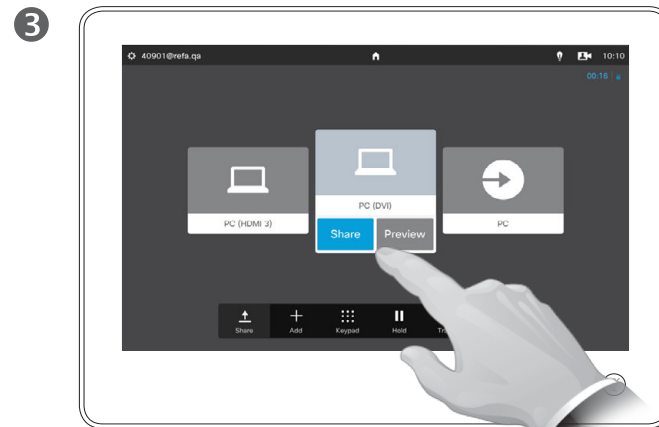 3
40901@refa.qa 10:10
00:16
PC (DVI)
PC (HDMI 3) PC
Share Preview
Share Add Keypad Hold